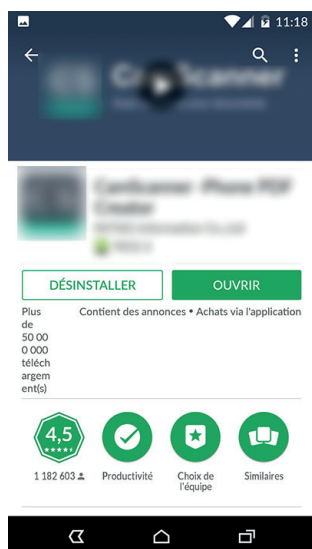 11:18
DÉSINSTALLER
OUVRIR
Plus
de
50 00
0 000
téléch
argem
ent(s)
Contient des annonces • Achats via l'application
4,5
1 182 603
Productivité
Choix de
l'équipe
Similaires